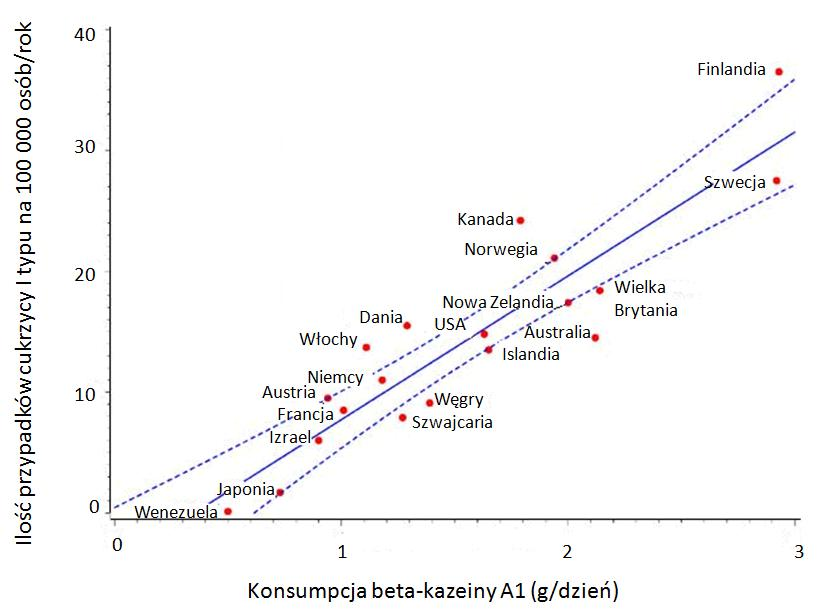 Ilość przypadków cukrzycy I typu na 100 000 osób/rok
40
30
20
10
0
Finlandia
Szwecja
Kanada
Norwegia
Wielka
Brytania
Nowa Zelandia
Dania
USA
Australia
Włochy
Islandia
Niemcy
Austria
Węgry
Francja
Szwajcaria
Izrael
Japonia
Wenezuela
0
1
2
3
Konsumpcja beta-kazeiny A1 (g/dzień)